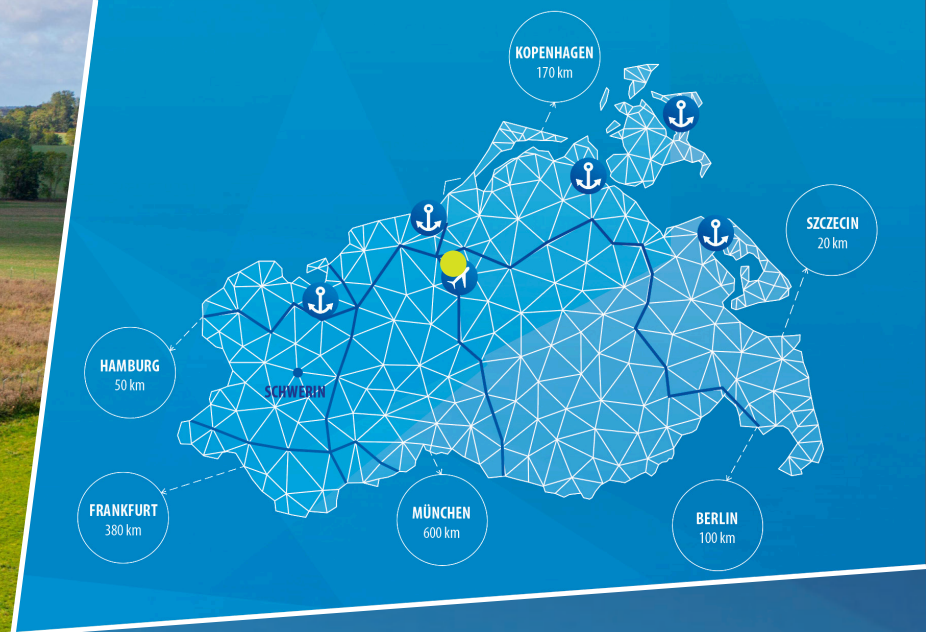 KOPENHAGEN
170 km
SZCZECIN
20 km
HAMBURG
50 km
SCHWERIN
FRANKFURT
380 km
MÜNCHEN
600 km
BERLIN
100 km